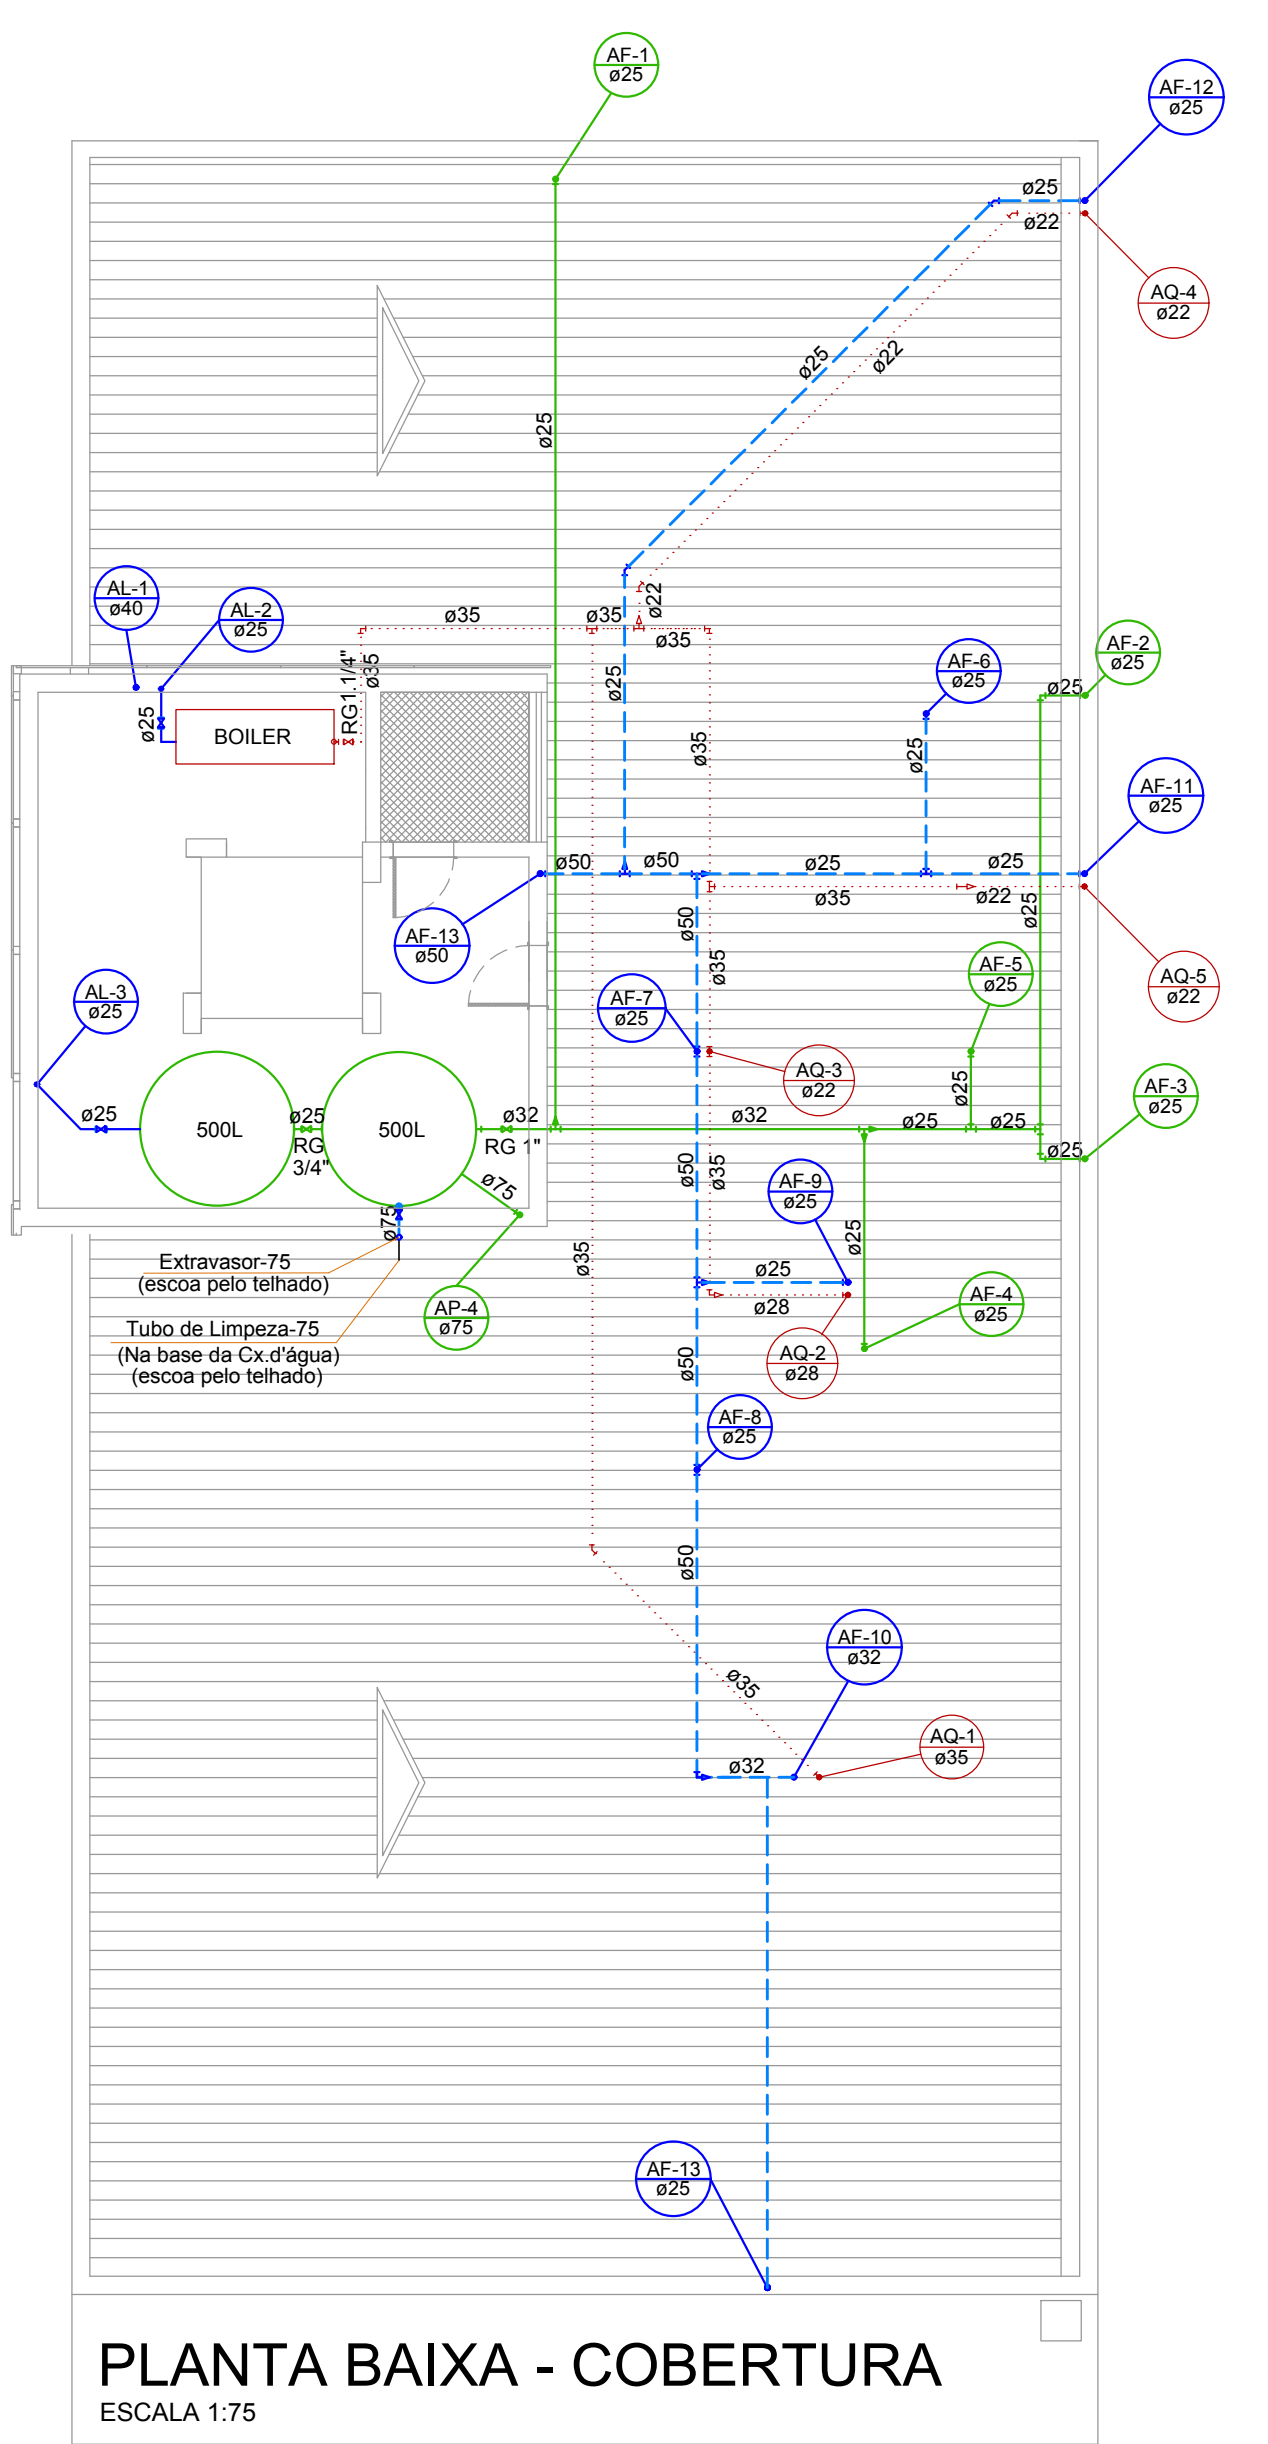 AF-1
ø25
AF-12
ø25
ø25
ø22
AQ-4
ø22
ø25
ø22
ø25
AL-1
ø40
AL-2
ø25
ø35
ø35
ø22
ø35
AF-6
ø25
AF-2
ø25
ø25
ø35
RG1.1/4"
ø25
ø25
BOILER
ø35
ø25
AF-11
ø25
ø50
ø50
ø25
ø25
ø35
ø22
ø25
AF-13
ø50
ø50
ø35
AF-5
ø25
AQ-5
ø22
AL-3
ø25
AF-7
ø25
AQ-3
ø22
ø25
AF-3
ø25
ø25
500L
ø25
RG
3/4"
500L
ø32
RG 1"
ø32
ø25
ø25
ø25
ø75
ø50
ø35
AF-9
ø25
ø75
ø25
ø35
Extravasor-75
(escoa pelo telhado)
ø25
ø28
AP-4
ø75
AF-4
ø25
Tubo de Limpeza-75
(Na base da Cx.d'água)
(escoa pelo telhado)
ø50
AQ-2
ø28
AF-8
ø25
ø50
AF-10
ø32
ø35
AQ-1
ø35
ø32
AF-13
ø25
PLANTA BAIXA - COBERTURA
ESCALA 1:75